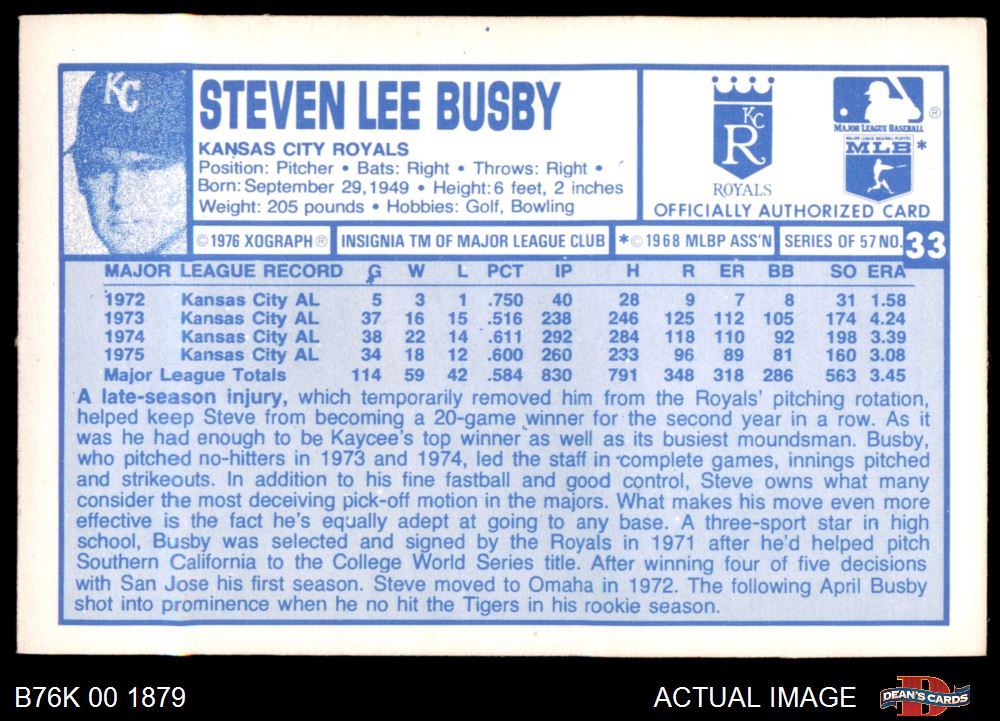 KC
STEVEN LEE BUSBY
KANSAS CITY ROYALS
Position: Pitcher • Bats: Right • Throws: Right •
Born: September 29, 1949 • Height: 6 feet, 2 inches
Weight: 205 pounds • Hobbies: Golf, Bowling
KC
R
ROYALS
MAJOR LEAGUE BASEBALL ®
MAJOR LEAGUE BASEBALL PLAYERS
MLB *
OFFICIALLY AUTHORIZED CARD
© 1976 XOGRAPH ® INSIGNIA TM OF MAJOR LEAGUE CLUB * © 1968 MLBP ASS'N SERIES OF 57 NO. 33
MAJOR LEAGUE RECORD G W L PCT IP H R ER BB SO ERA
1972 Kansas City AL 5 3 1 .750 40 28 9 7 8 31 1.58
1973 Kansas City AL 37 16 15 .516 238 246 125 112 105 174 4.24
1974 Kansas City AL 38 22 14 .611 292 284 118 110 92 198 3.39
1975 Kansas City AL 34 18 12 .600 260 233 96 89 81 160 3.08
Major League Totals 114 59 42 .584 830 791 348 318 286 563 3.45
A late-season injury, which temporarily removed him from the Royals' pitching rotation,
helped keep Steve from becoming a 20-game winner for the second year in a row. As it
was he had enough to be Kaycee's top winner as well as its busiest moundsman. Busby,
who pitched no-hitters in 1973 and 1974, led the staff in complete games, innings pitched
and strikeouts. In addition to his fine fastball and good control, Steve owns what many
consider the most deceiving pick-off motion in the majors. What makes his move even more
effective is the fact he's equally adept at going to any base. A three-sport star in high
school, Busby was selected and signed by the Royals in 1971 after he'd helped pitch
Southern California to the College World Series title. After winning four of five decisions
with San Jose his first season. Steve moved to Omaha in 1972. The following April Busby
shot into prominence when he no hit the Tigers in his rookie season.
B76K 00 1879
ACTUAL IMAGE
D
DEAN'S CARDS